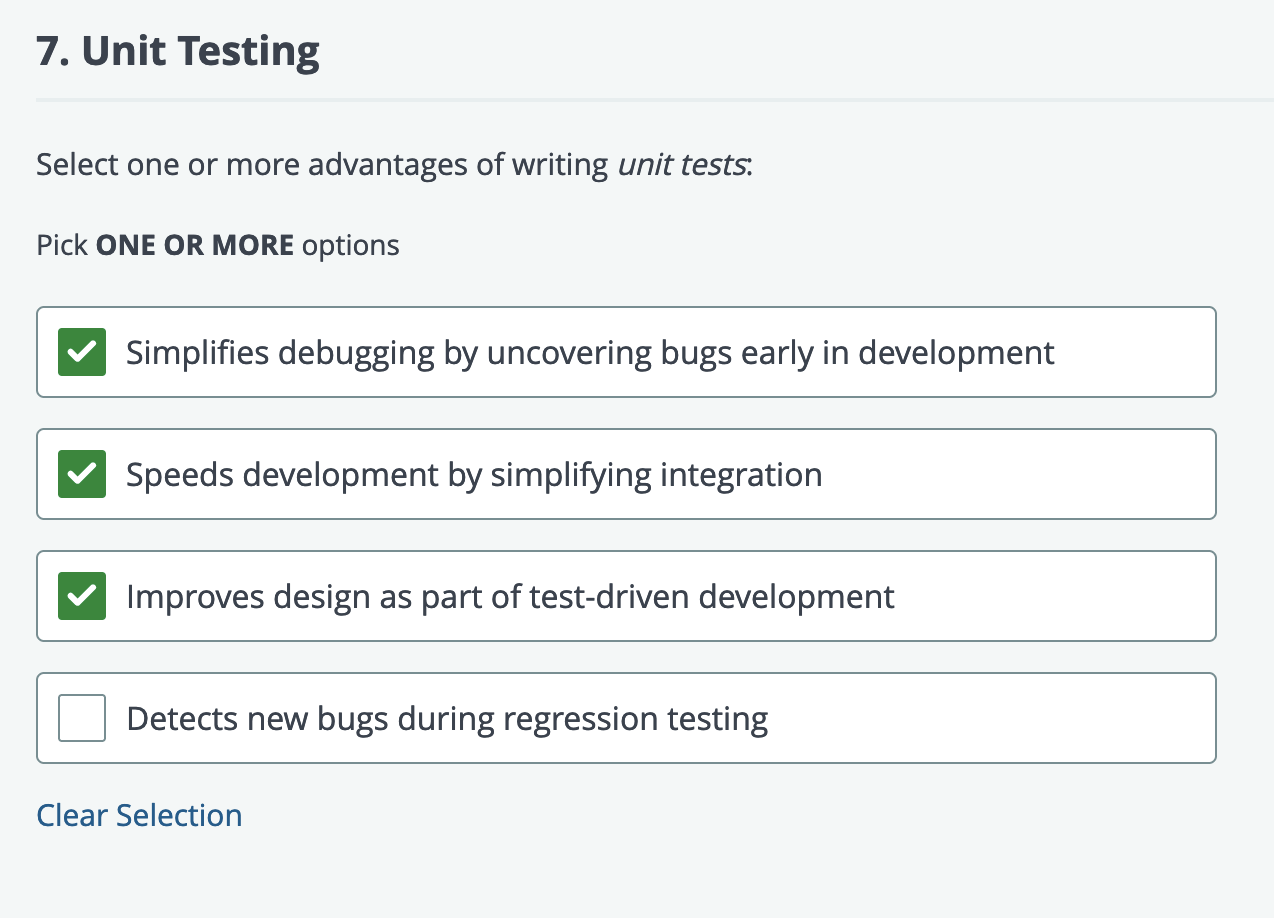 7. Unit Testing
Select one or more advantages of writing unit tests:
Pick ONE OR MORE options
Simplifies debugging by uncovering bugs early in development
Speeds development by simplifying integration
Improves design as part of test-driven development
Detects new bugs during regression testing
Clear Selection